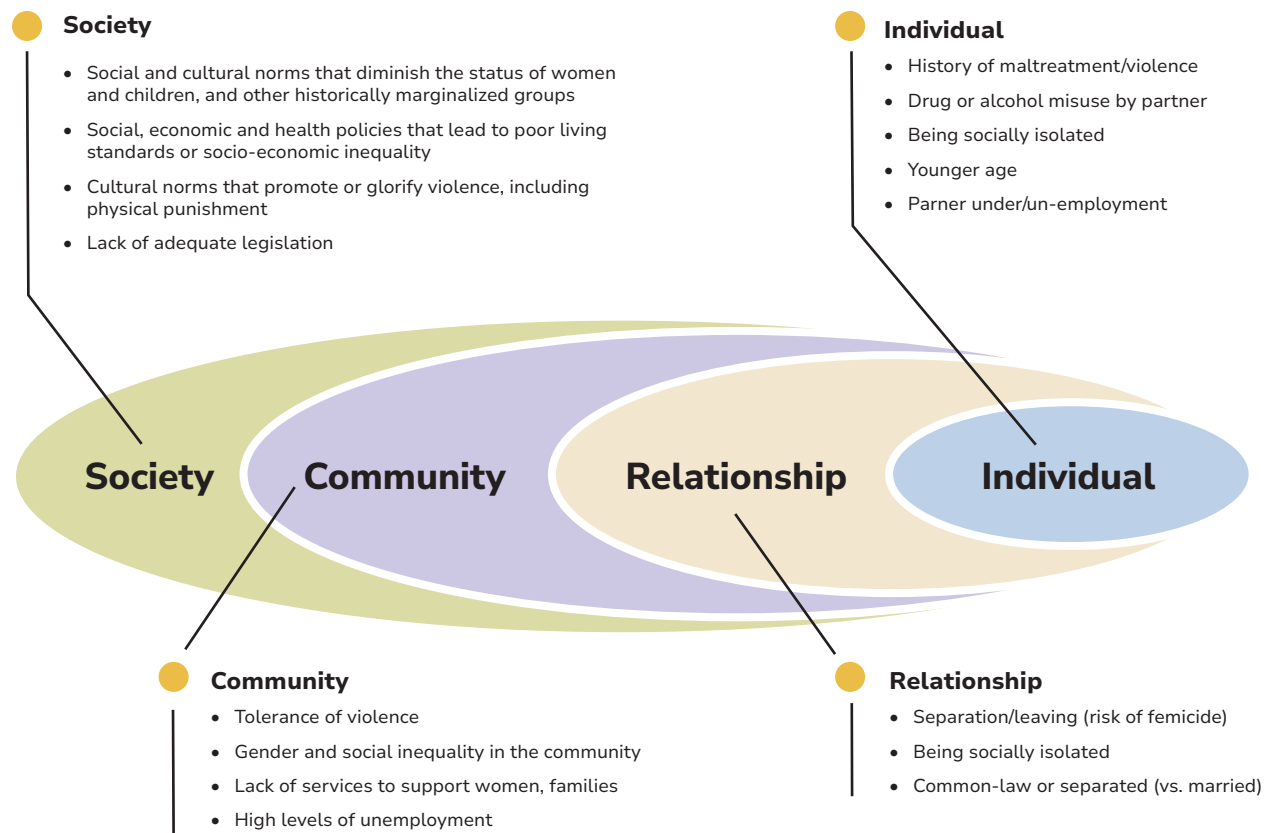 Society
• Social and cultural norms that diminish the status of women
and children, and other historically marginalized groups
• Social, economic and health policies that lead to poor living
standards or socio-economic inequality
• Cultural norms that promote or glorify violence, including
physical punishment
• Lack of adequate legislation
Individual
• History of maltreatment/violence
• Drug or alcohol misuse by partner
• Being socially isolated
• Younger age
• Parner under/un-employment
Society
Community
Relationship
Individual
Community
• Tolerance of violence
• Gender and social inequality in the community
• Lack of services to support women, families
• High levels of unemployment
Relationship
• Separation/leaving (risk of femicide)
• Being socially isolated
• Common-law or separated (vs. married)